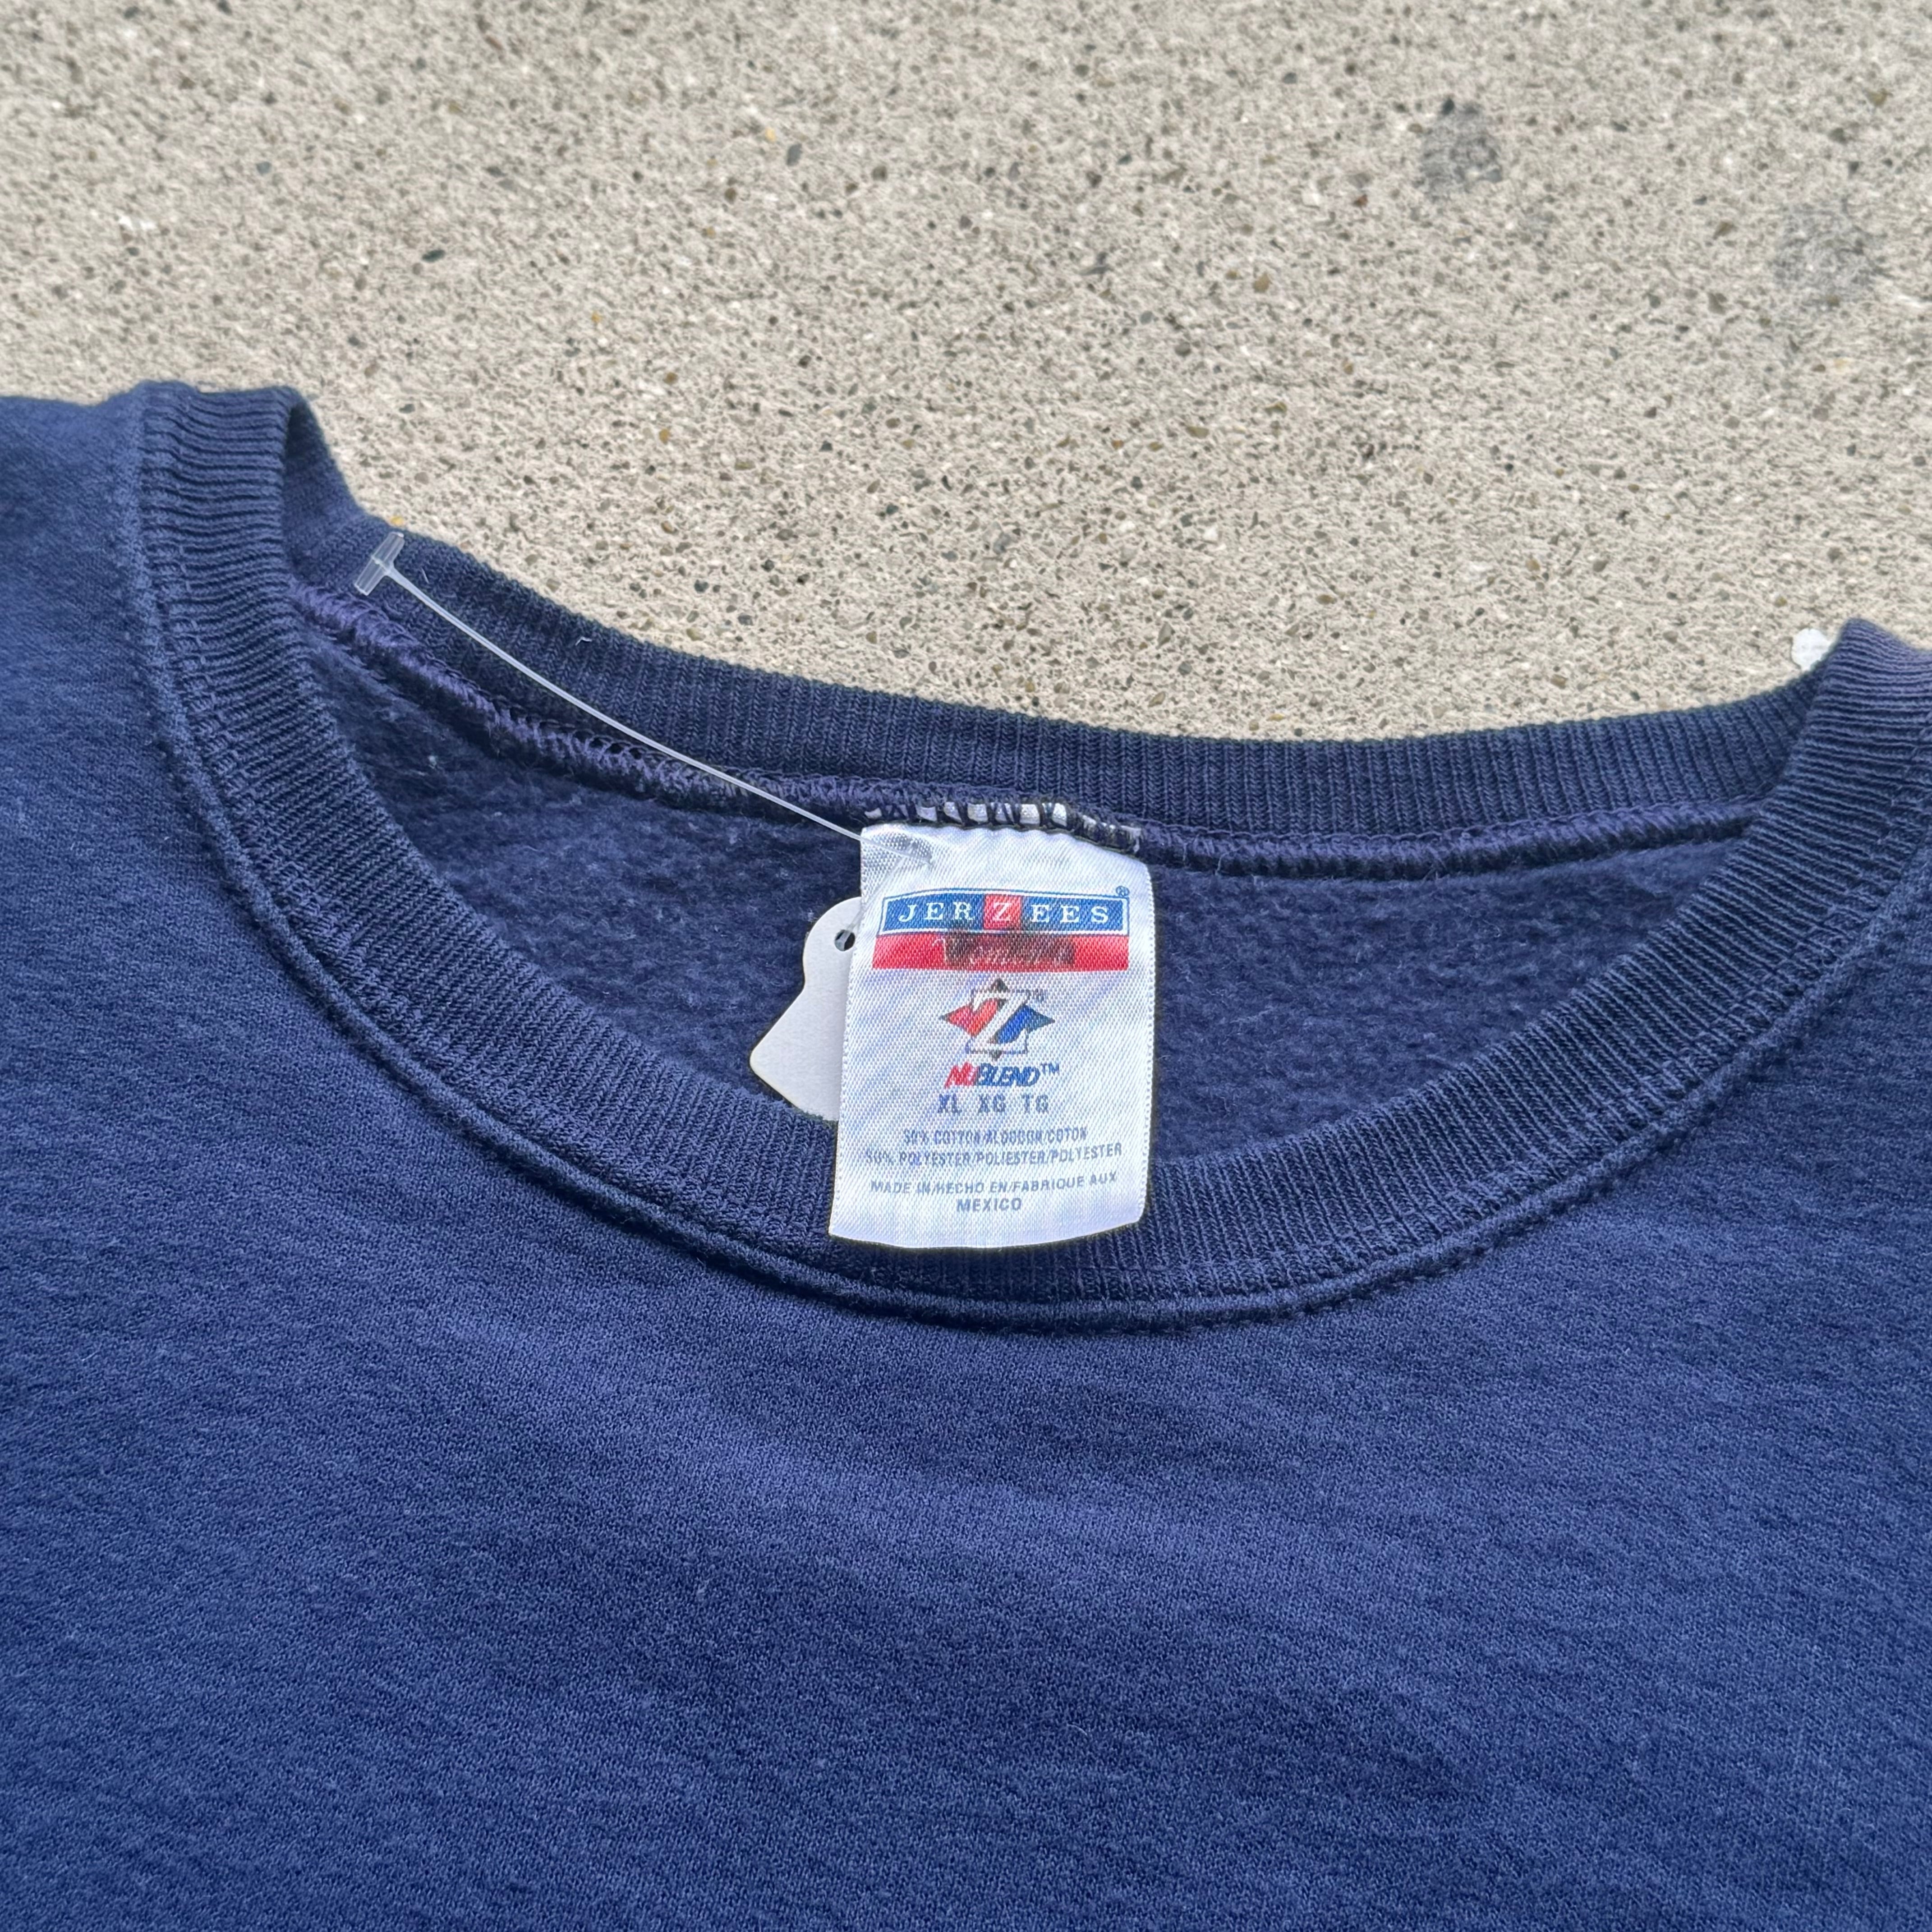 JERZEES®
Z
NUBLEND™
XL XG TG
50% COTTON/ALGODON/COTON
50% POLYESTER/POLIESTER/POLYESTER
MADE IN/HECHO EN/FABRIQUE AUX
MEXICO